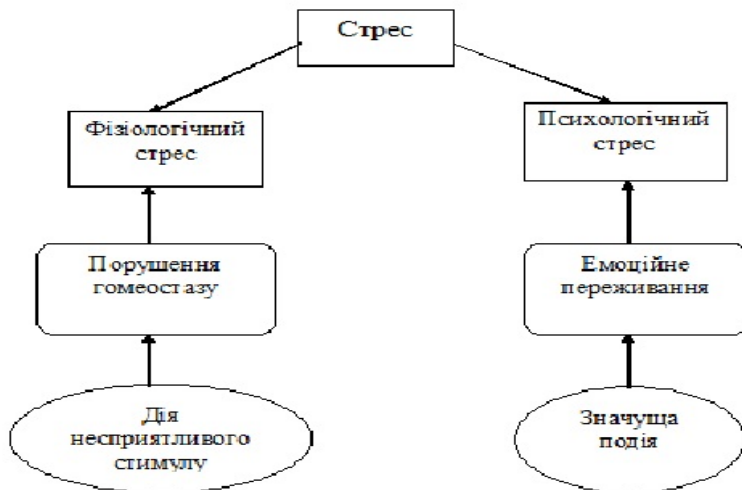 Стрес
Фізіологічний
стрес
Психологічний
стрес
Порушення
гомеостазу
Емоційне
переживання
Дія
несприятливого
стимулу
Значуща
подія